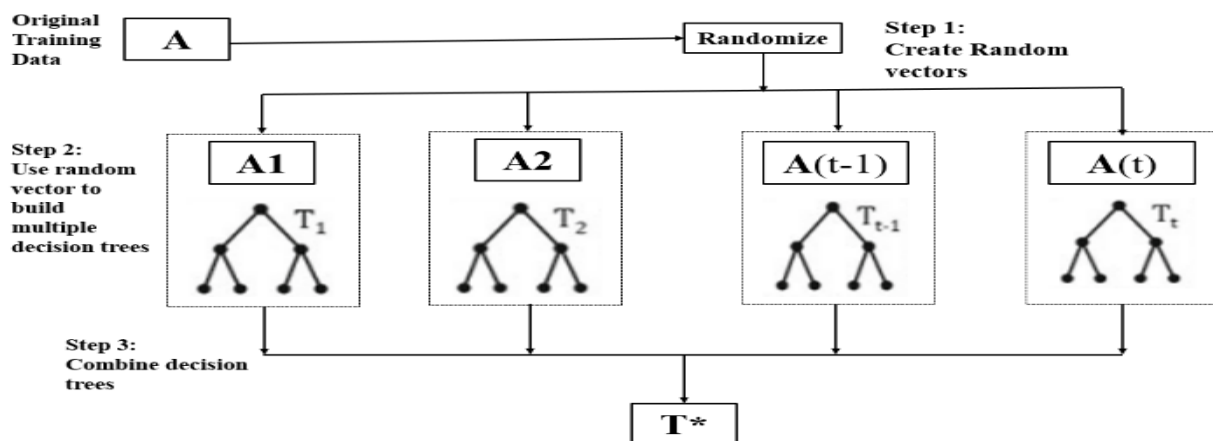 Original
Training
Data
A
Randomize
Step 1:
Create Random
vectors
Step 2:
Use random
vector to
build
multiple
decision trees
A1
A2
A(t-1)
A(t)
T₁
T₂
Tₜ₋₁
Tₜ
Step 3:
Combine decision
trees
T*